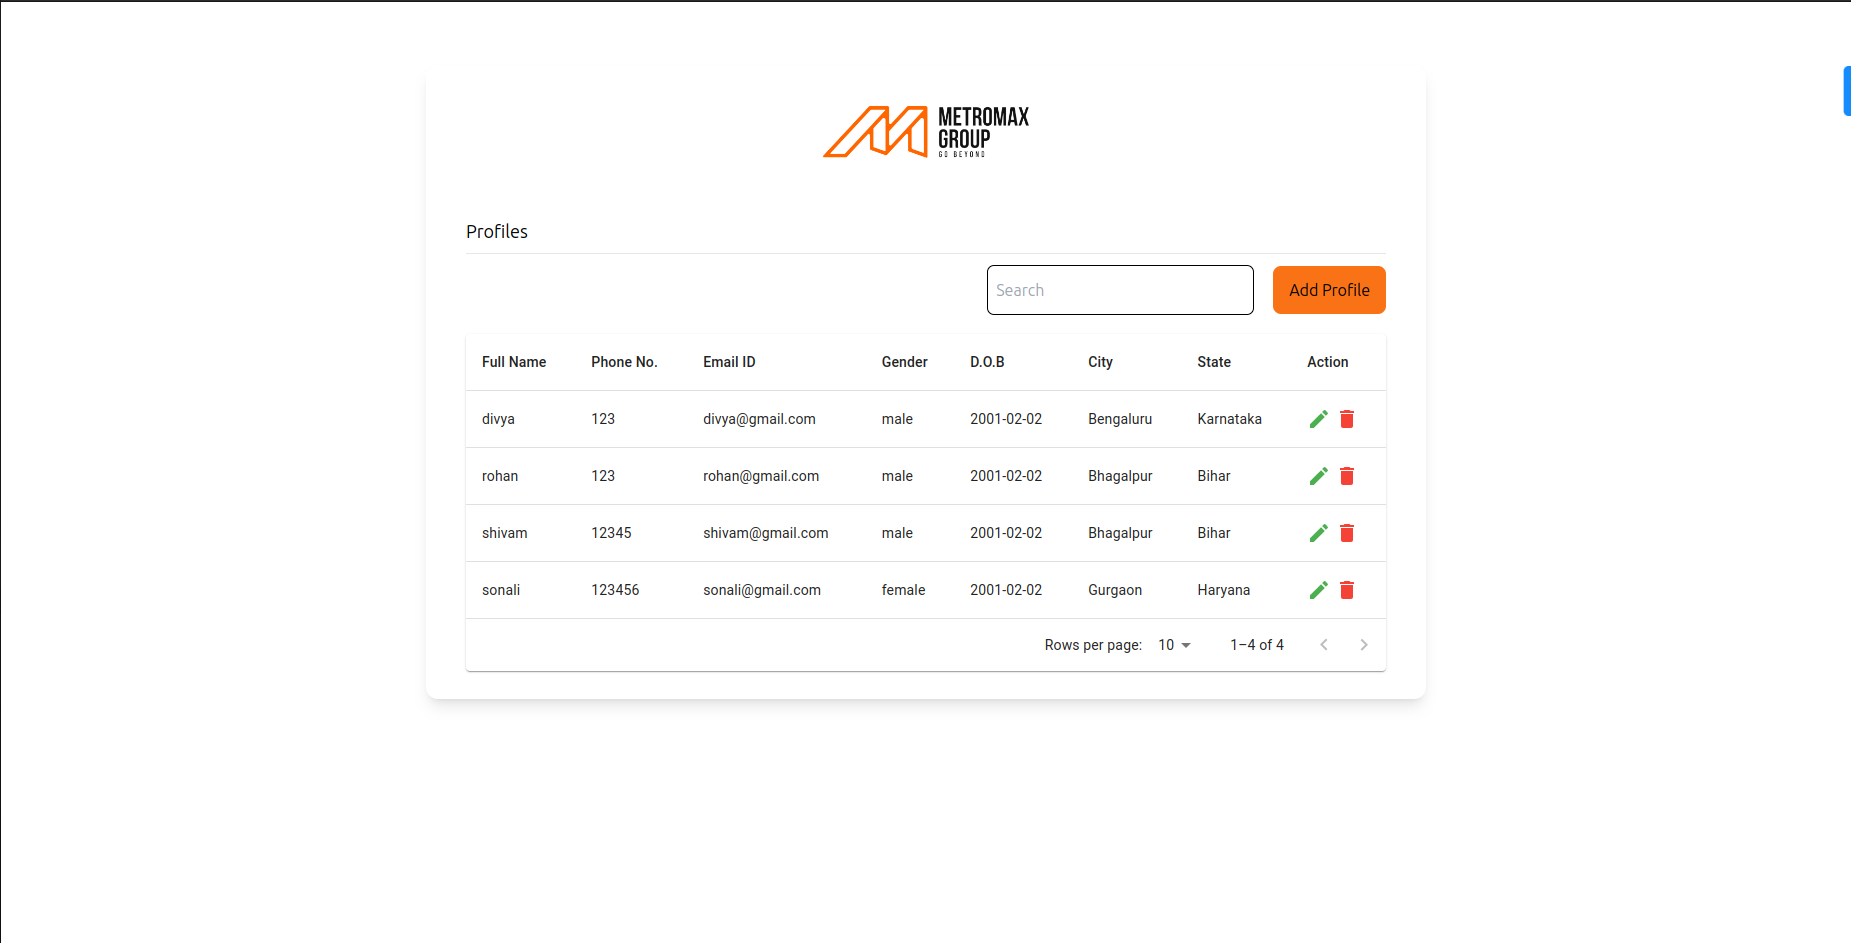 METROMAX
GROUP
GO BEYOND
Profiles
Search
Add Profile
Full Name Phone No. Email ID Gender D.O.B City State Action
divya 123 divya@gmail.com male 2001-02-02 Bengaluru Karnataka
rohan 123 rohan@gmail.com male 2001-02-02 Bhagalpur Bihar
shivam 12345 shivam@gmail.com male 2001-02-02 Bhagalpur Bihar
sonali 123456 sonali@gmail.com female 2001-02-02 Gurgaon Haryana
Rows per page: 10 1–4 of 4